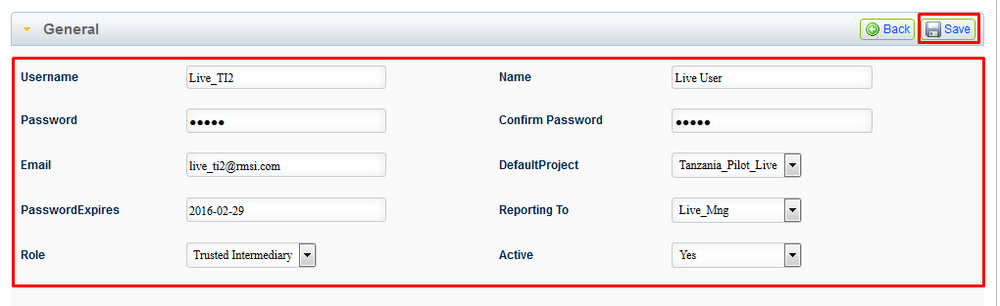 General Back Save
Username Live_TI2 Name Live User
Password ●●●●● Confirm Password ●●●●●
Email live_ti2@rmsi.com DefaultProject Tanzania_Pilot_Live
PasswordExpires 2016-02-29 Reporting To Live_Mng
Role Trusted Intermediary Active Yes